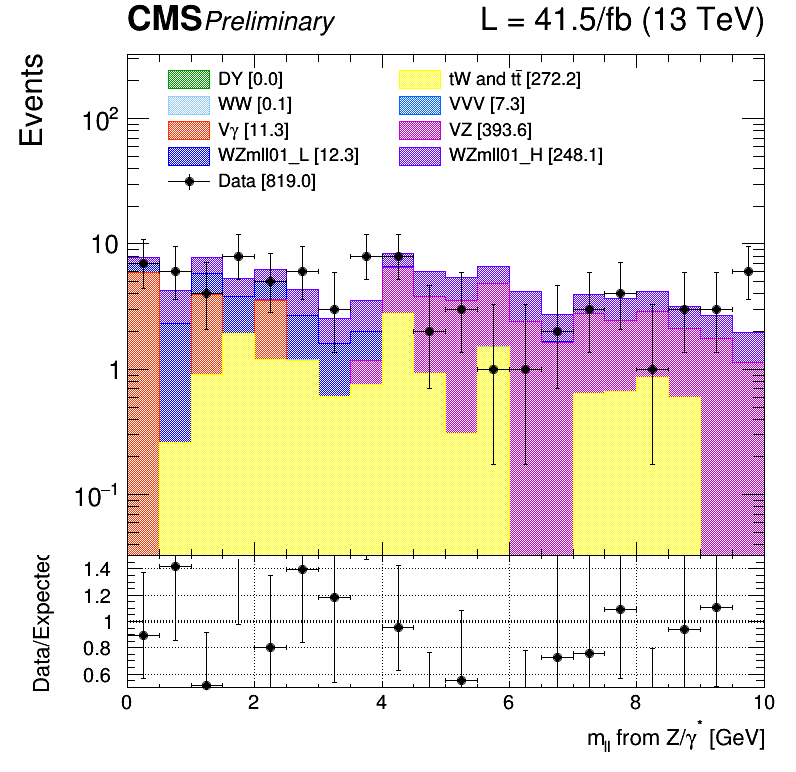 CMS Preliminary L = 41.5/fb (13 TeV)
Events
DY [0.0] tW and tt̄ [272.2]
WW [0.1] VVV [7.3]
Vγ [11.3] VZ [393.6]
WZmll01_L [12.3] WZmll01_H [248.1]
Data [819.0]
10²
10
1
10⁻¹
Data/Expected
1.4
1.2
1
0.8
0.6
0 2 4 6 8 10
m_ll from Z/γ* [GeV]